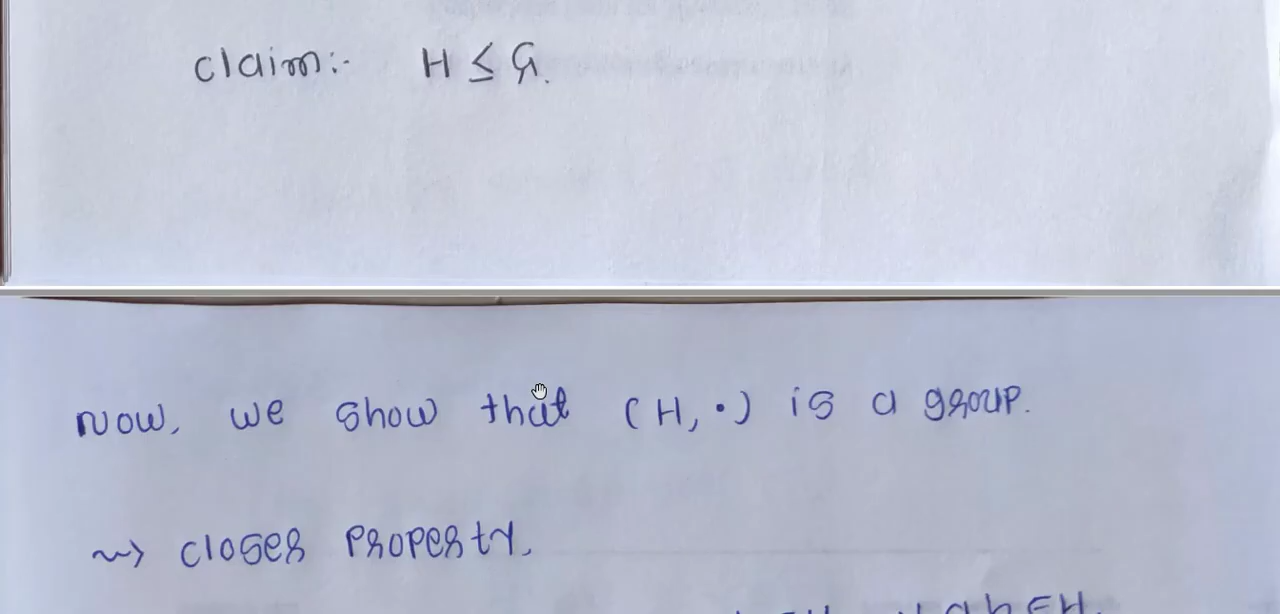 claim:- H ≤ G.
Now, we show that (H, •) is a group.
⇝ closer property.
∀ a,b ∈ H.